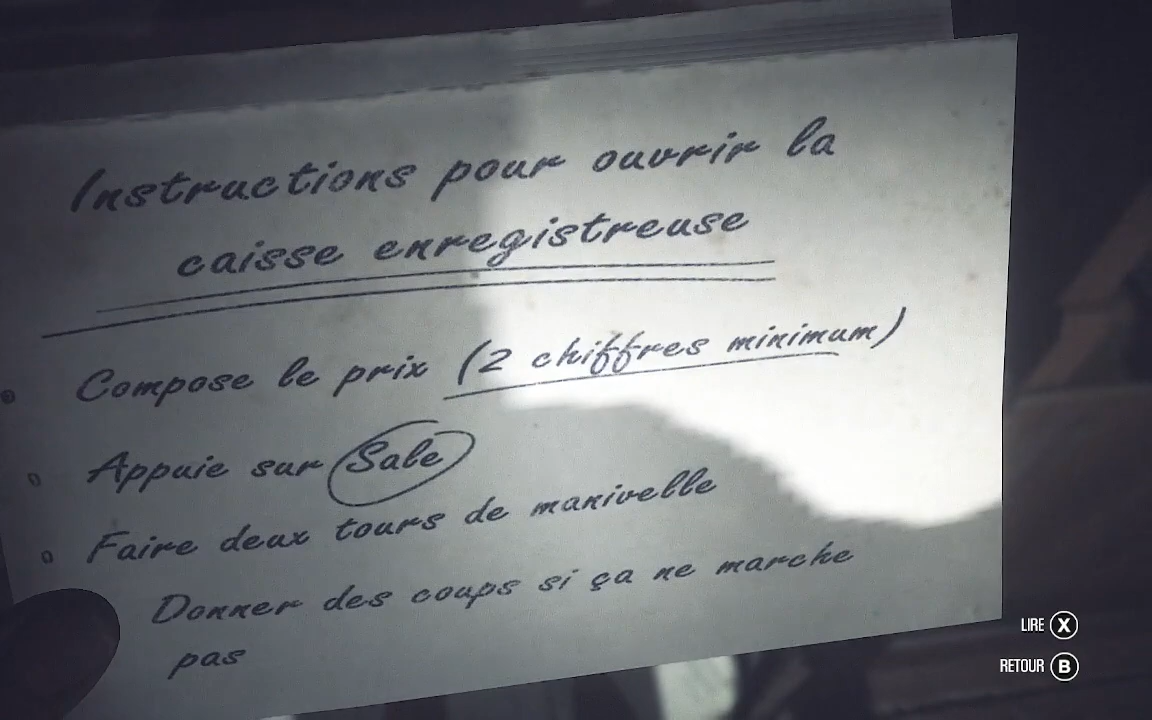 Instructions pour ouvrir la
caisse enregistreuse
Compose le prix (2 chiffres minimum)
Appuie sur Sale
Faire deux tours de manivelle
Donner des coups si ça ne marche
pas
LIRE X
RETOUR B